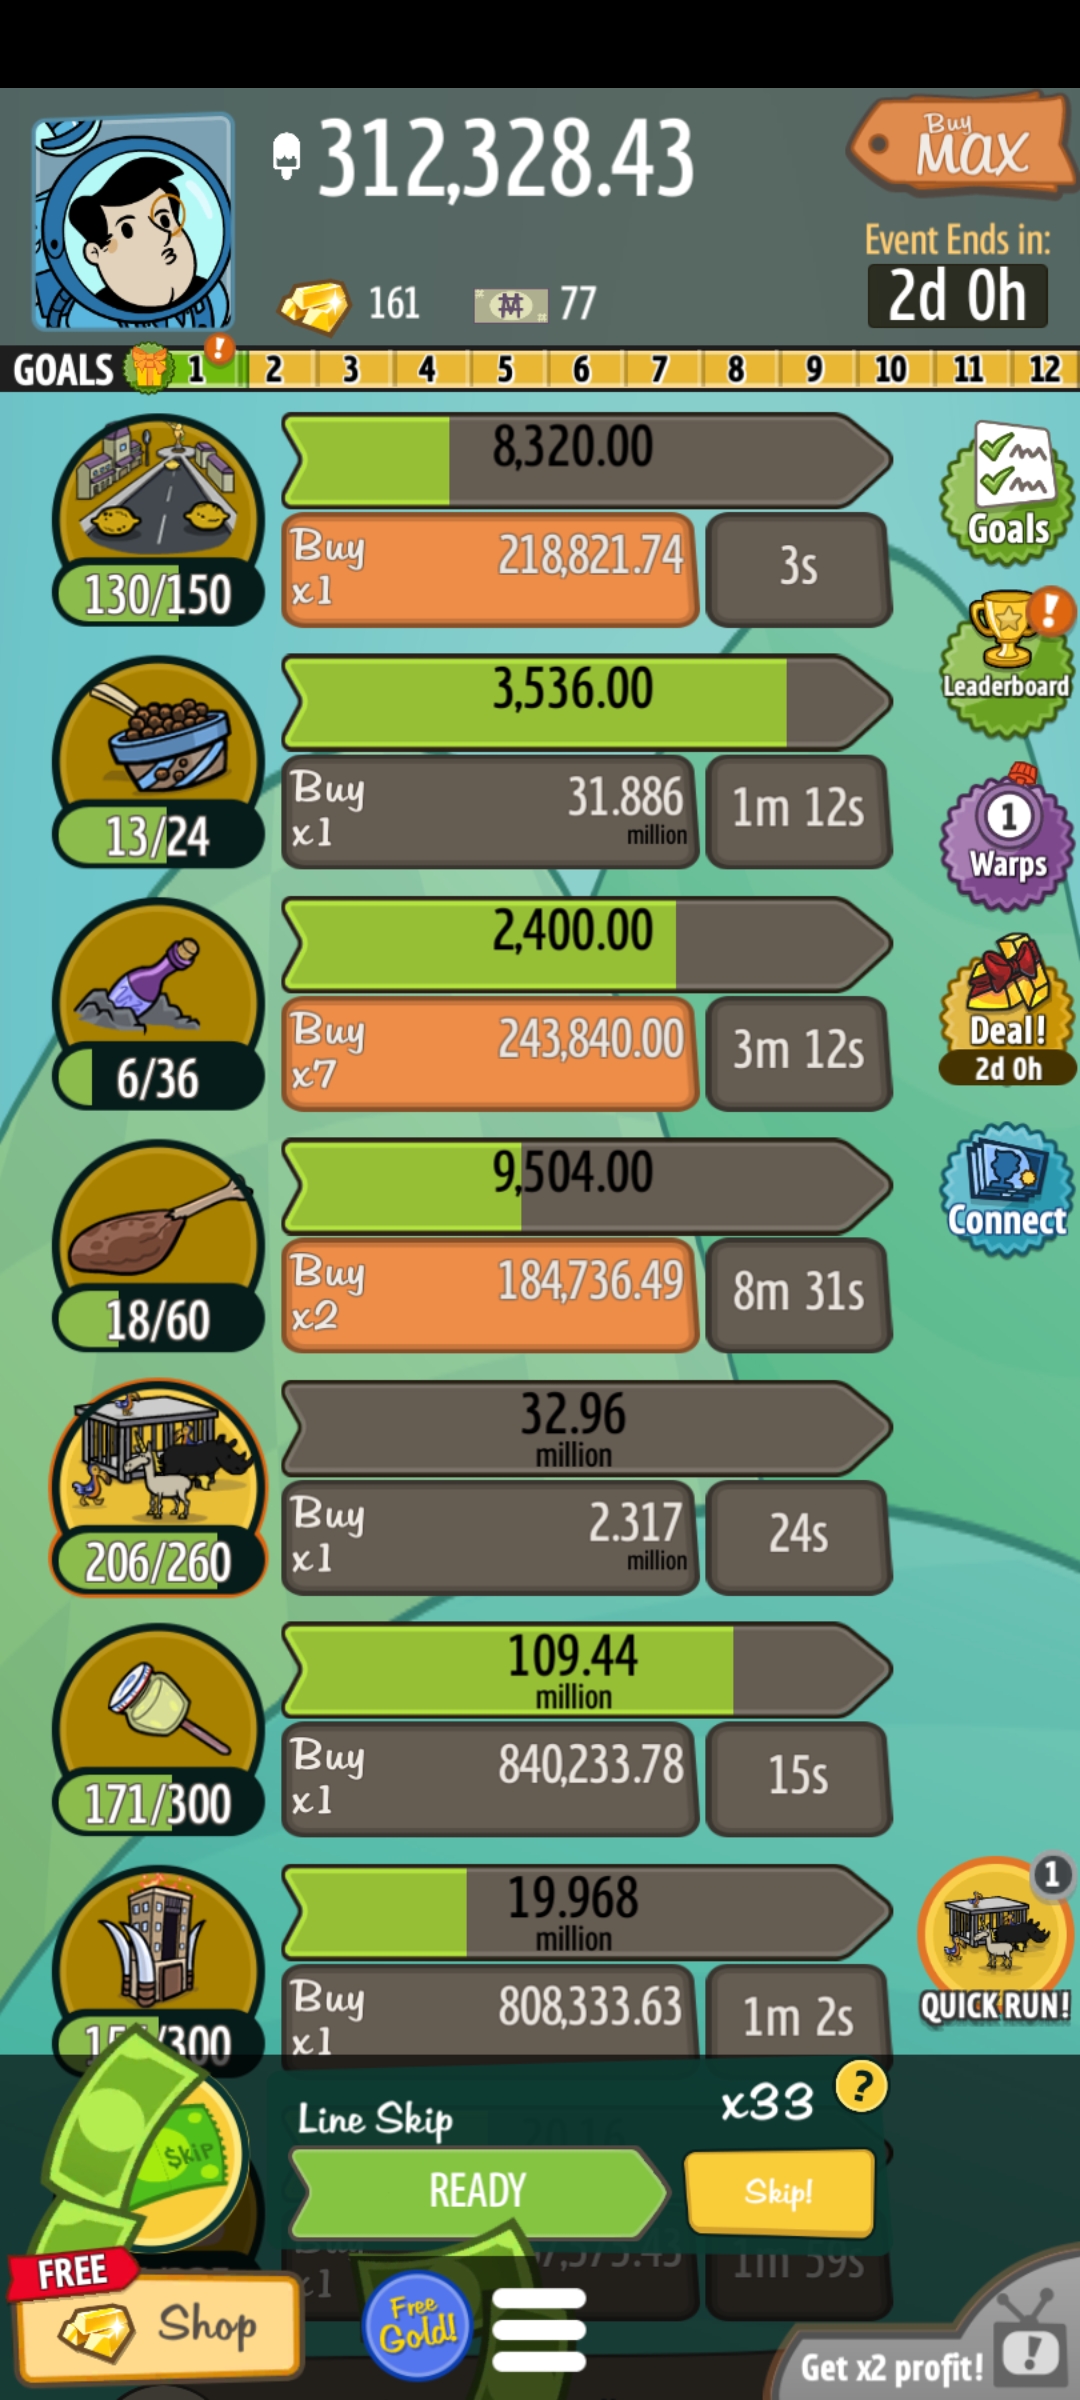 312,328.43
Buy
MAX
Event Ends in:
2d 0h
161
77
GOALS 1 2 3 4 5 6 7 8 9 10 11 12
8,320.00
Buy
x1
218,821.74
3s
130/150
Goals
3,536.00
Buy
x1
31.886
million
1m 12s
13/24
Leaderboard
1
Warps
2,400.00
Buy
x7
243,840.00
3m 12s
6/36
Deal!
2d 0h
9,504.00
Buy
x2
184,736.49
8m 31s
18/60
Connect
32.96
million
Buy
x1
2.317
million
24s
206/260
109.44
million
Buy
x1
840,233.78
15s
171/300
19.968
million
Buy
x1
808,333.63
1m 2s
/300
1
QUICK RUN!
Line Skip
x33
?
$KIP
READY
Skip!
20.16
x1
1m 59s
FREE
Shop
Free
Gold!
Get x2 profit!